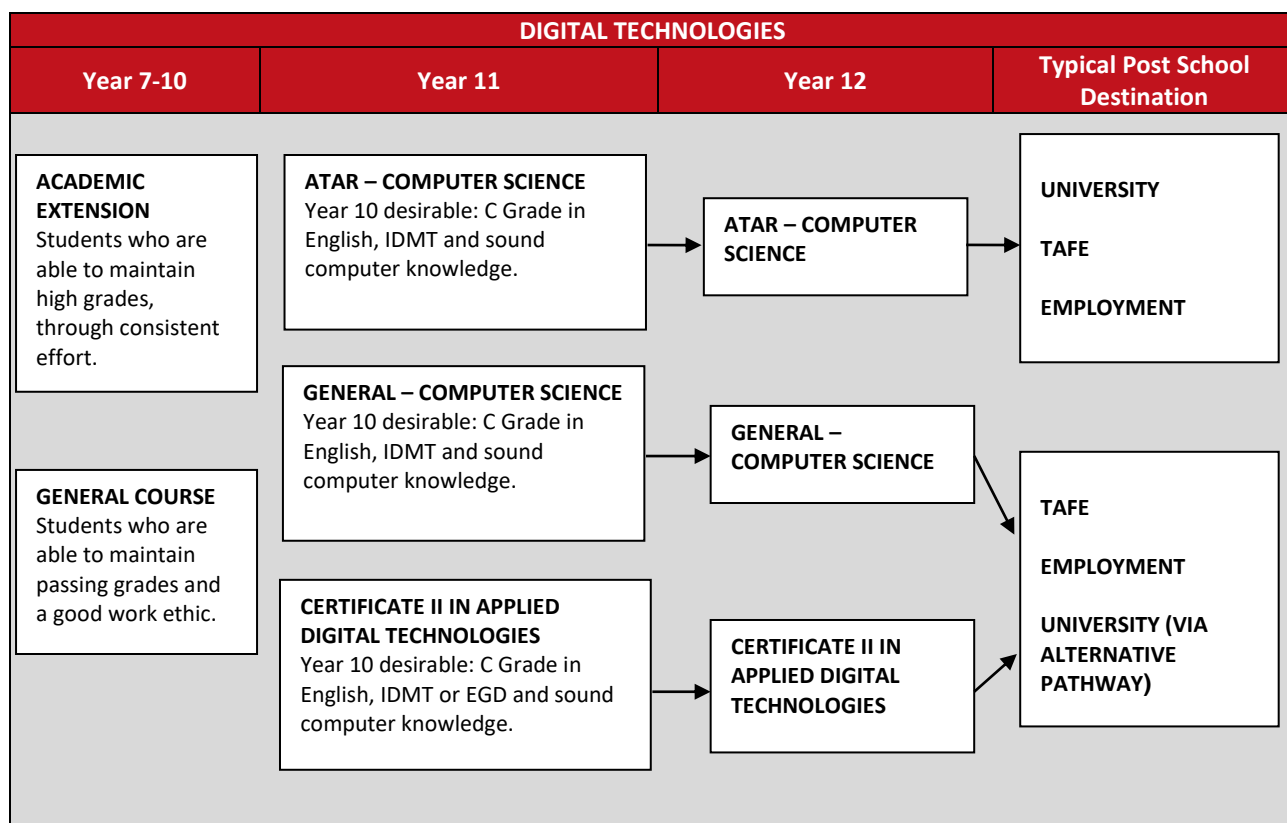 DIGITAL TECHNOLOGIES
Year 7-10
Year 11
Year 12
Typical Post School
Destination
ACADEMIC
EXTENSION
Students who are
able to maintain
high grades,
through consistent
effort.
GENERAL COURSE
Students who are
able to maintain
passing grades and
a good work ethic.
ATAR – COMPUTER SCIENCE
Year 10 desirable: C Grade in
English, IDMT and sound
computer knowledge.
GENERAL – COMPUTER SCIENCE
Year 10 desirable: C Grade in
English, IDMT and sound
computer knowledge.
CERTIFICATE II IN APPLIED
DIGITAL TECHNOLOGIES
Year 10 desirable: C Grade in
English, IDMT or EGD and sound
computer knowledge.
ATAR – COMPUTER
SCIENCE
GENERAL –
COMPUTER SCIENCE
CERTIFICATE II IN
APPLIED DIGITAL
TECHNOLOGIES
UNIVERSITY
TAFE
EMPLOYMENT
TAFE
EMPLOYMENT
UNIVERSITY (VIA
ALTERNATIVE
PATHWAY)